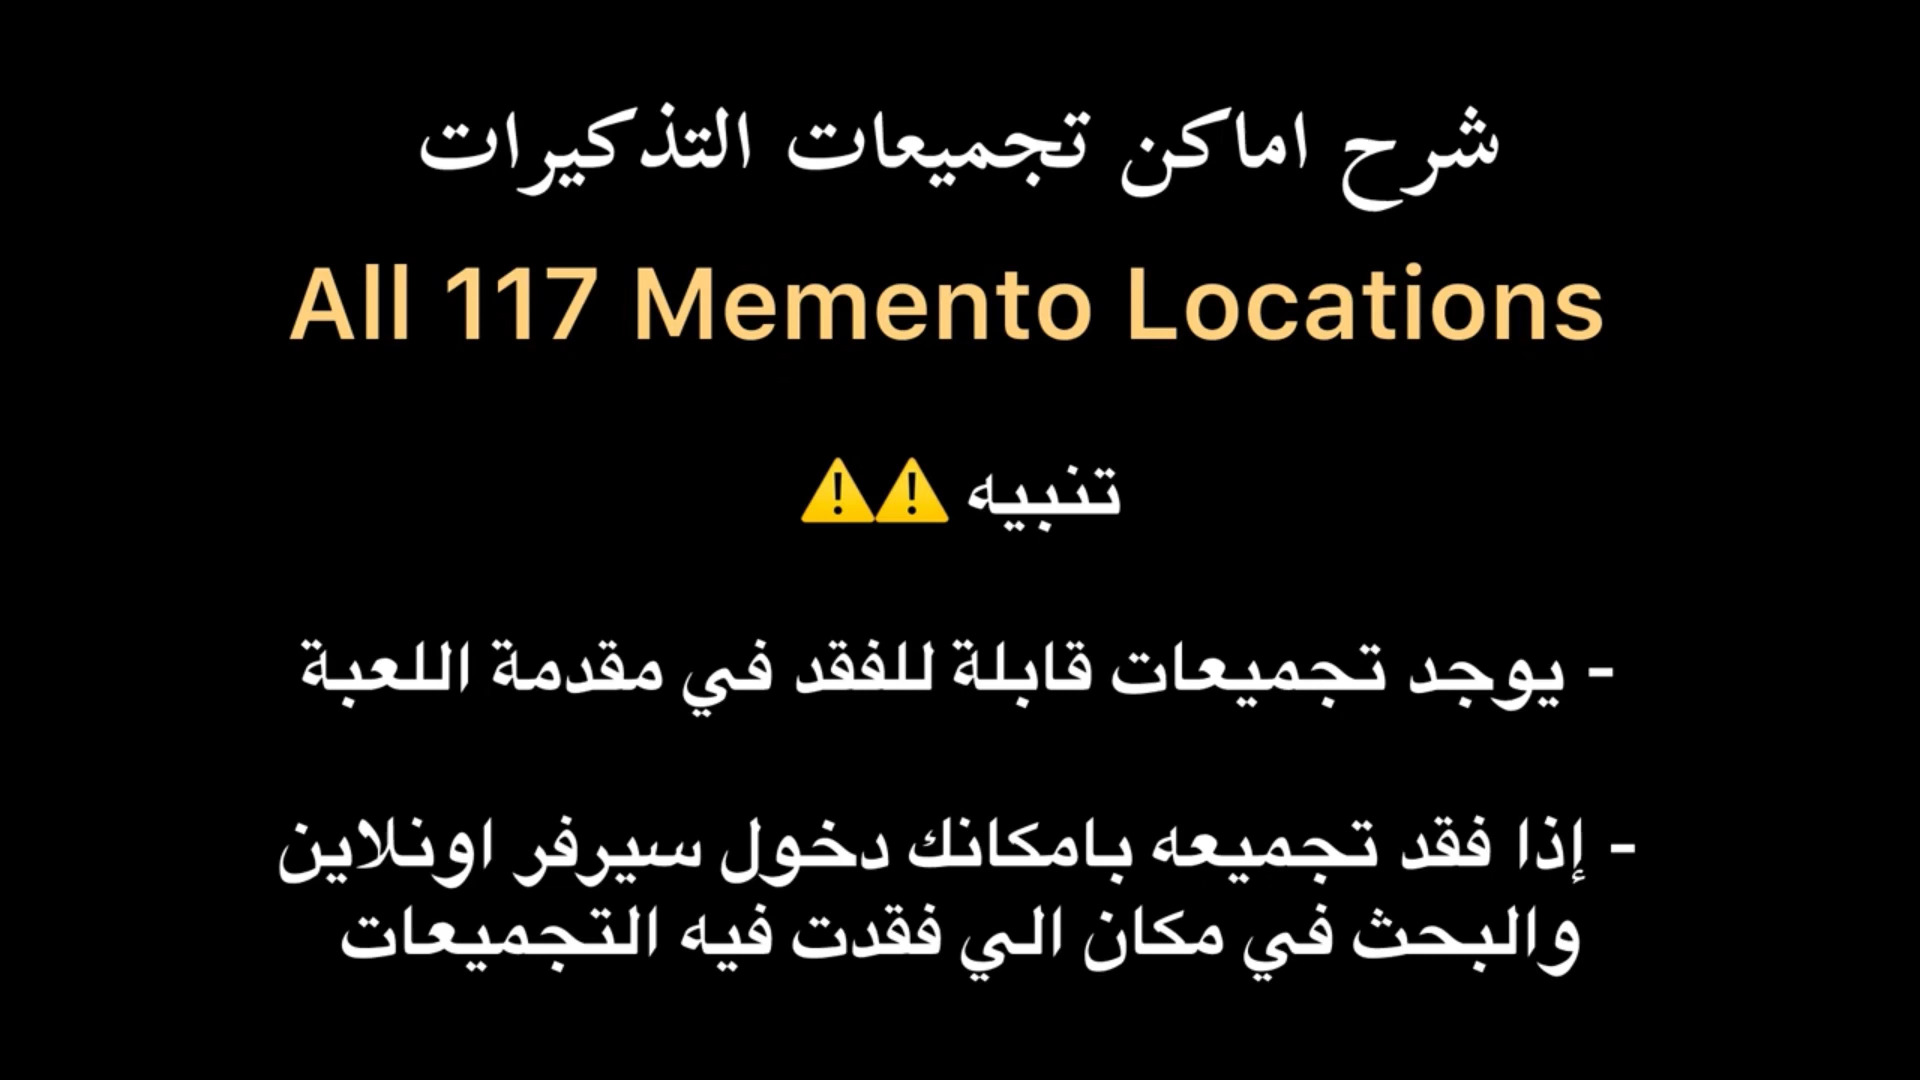 شرح اماكن تجميعات التذكيرات
All 117 Memento Locations
تنبيه ⚠️⚠️
- يوجد تجميعات قابلة للفقد في مقدمة اللعبة
- إذا فقد تجميعه بامكانك دخول سيرفر اونلاين
والبحث في مكان الي فقدت فيه التجميعات